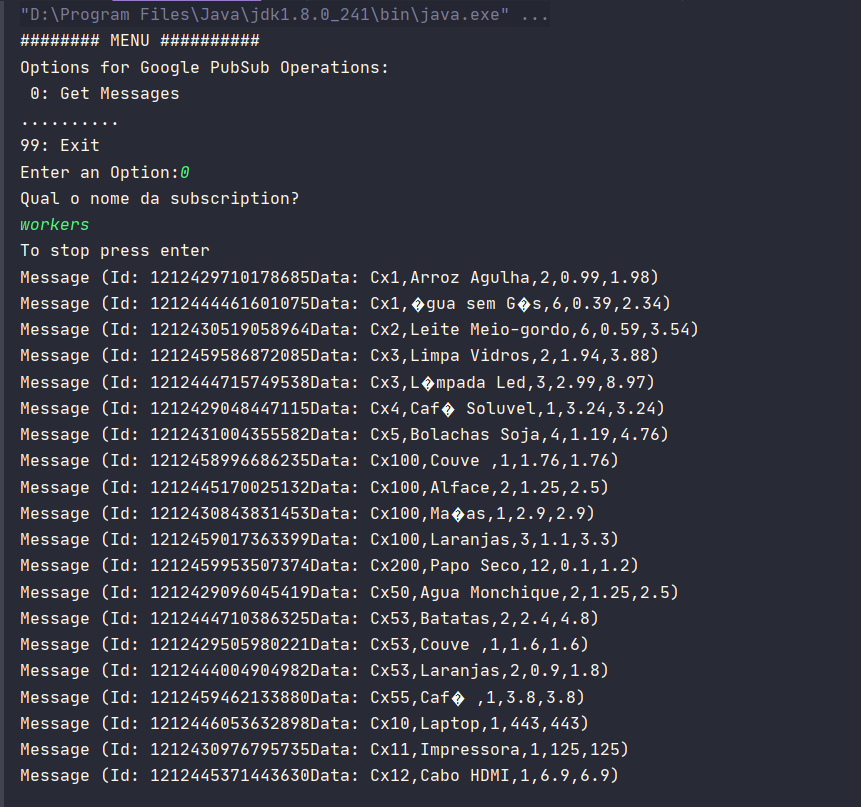 "D:\Program Files\Java\jdk1.8.0_241\bin\java.exe" ...
######## MENU ##########
Options for Google PubSub Operations:
 0: Get Messages
..........
99: Exit
Enter an Option:0
Qual o nome da subscription?
workers
To stop press enter
Message (Id: 1212429710178685Data: Cx1,Arroz Agulha,2,0.99,1.98)
Message (Id: 1212444461601075Data: Cx1,�gua sem G�s,6,0.39,2.34)
Message (Id: 1212430519058964Data: Cx2,Leite Meio-gordo,6,0.59,3.54)
Message (Id: 1212459586872085Data: Cx3,Limpa Vidros,2,1.94,3.88)
Message (Id: 1212444715749538Data: Cx3,L�mpada Led,3,2.99,8.97)
Message (Id: 1212429048447115Data: Cx4,Caf� Soluvel,1,3.24,3.24)
Message (Id: 1212431004355582Data: Cx5,Bolachas Soja,4,1.19,4.76)
Message (Id: 1212458996686235Data: Cx100,Couve ,1,1.76,1.76)
Message (Id: 1212445170025132Data: Cx100,Alface,2,1.25,2.5)
Message (Id: 1212430843831453Data: Cx100,Ma�as,1,2.9,2.9)
Message (Id: 1212459017363399Data: Cx100,Laranjas,3,1.1,3.3)
Message (Id: 1212459953507374Data: Cx200,Papo Seco,12,0.1,1.2)
Message (Id: 1212429096045419Data: Cx50,Agua Monchique,2,1.25,2.5)
Message (Id: 1212444710386325Data: Cx53,Batatas,2,2.4,4.8)
Message (Id: 1212429505980221Data: Cx53,Couve ,1,1.6,1.6)
Message (Id: 1212444004904982Data: Cx53,Laranjas,2,0.9,1.8)
Message (Id: 1212459462133880Data: Cx55,Caf� ,1,3.8,3.8)
Message (Id: 1212446053632898Data: Cx10,Laptop,1,443,443)
Message (Id: 1212430976795735Data: Cx11,Impressora,1,125,125)
Message (Id: 1212445371443630Data: Cx12,Cabo HDMI,1,6.9,6.9)